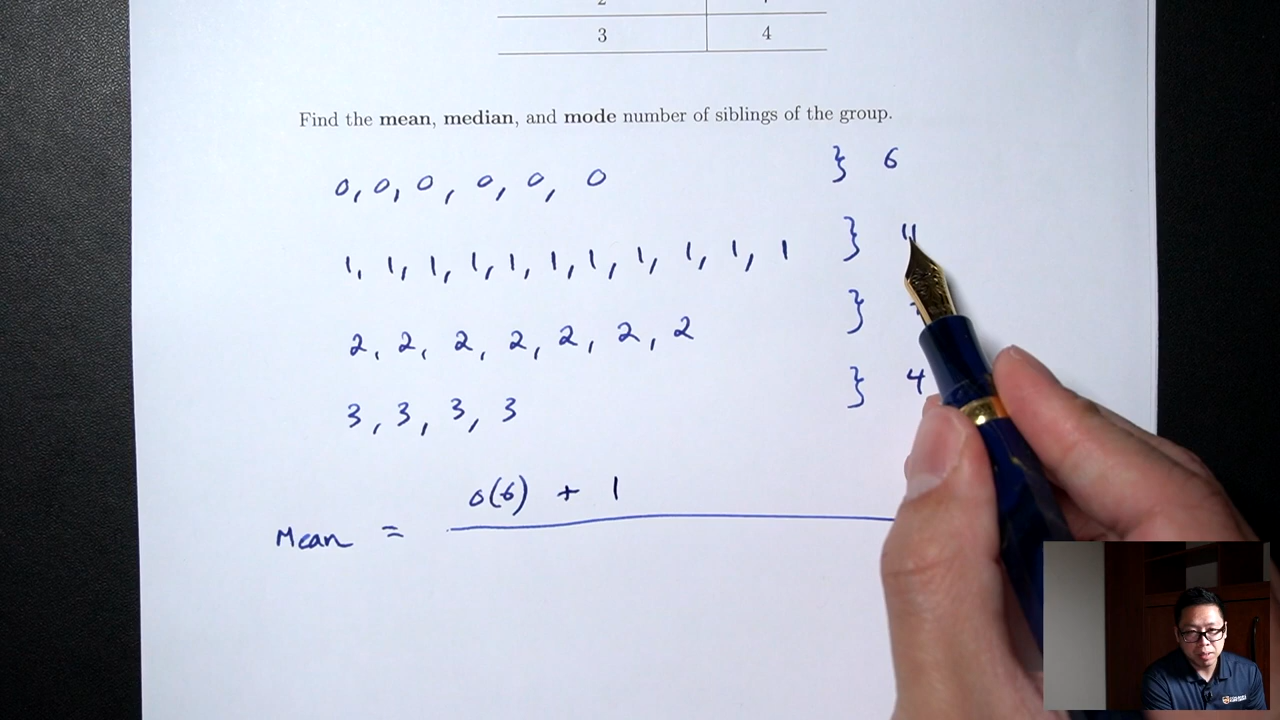 3 4
Find the mean, median, and mode number of siblings of the group.
0, 0, 0, 0, 0, 0 } 6
1, 1, 1, 1, 1, 1, 1, 1, 1, 1, 1 } 11
2, 2, 2, 2, 2, 2, 2 }
3, 3, 3, 3 } 4
Mean = 0(6) + 1